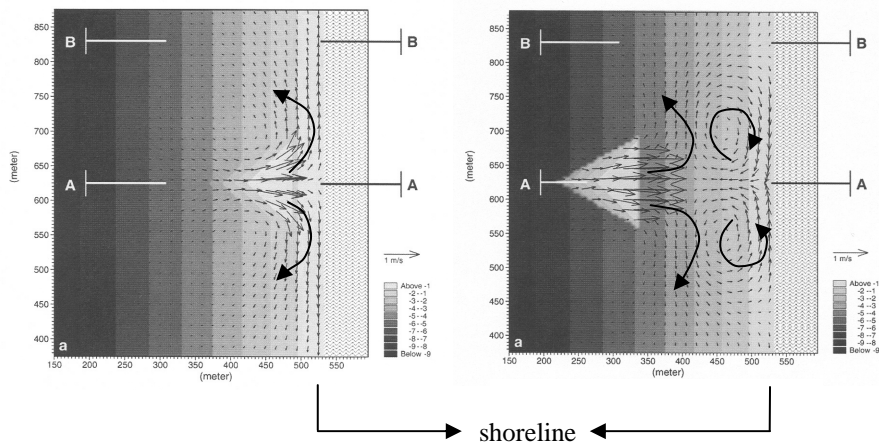 850
800
750
700
650
600
550
500
450
400
(meter)
B
B
A
A
a
1 m/s
Above -1
-2 --1
-3 --2
-4 --3
-5 --4
-6 --5
-7 --6
-8 --7
-9 --8
Below -9
150 200 250 300 350 400 450 500 550
(meter)
850
800
750
700
650
600
550
500
450
400
(meter)
B
B
A
A
a
1 m/s
Above -1
-2 --1
-3 --2
-4 --3
-5 --4
-6 --5
-7 --6
-8 --7
-9 --8
Below -9
150 200 250 300 350 400 450 500 550
(meter)
shoreline